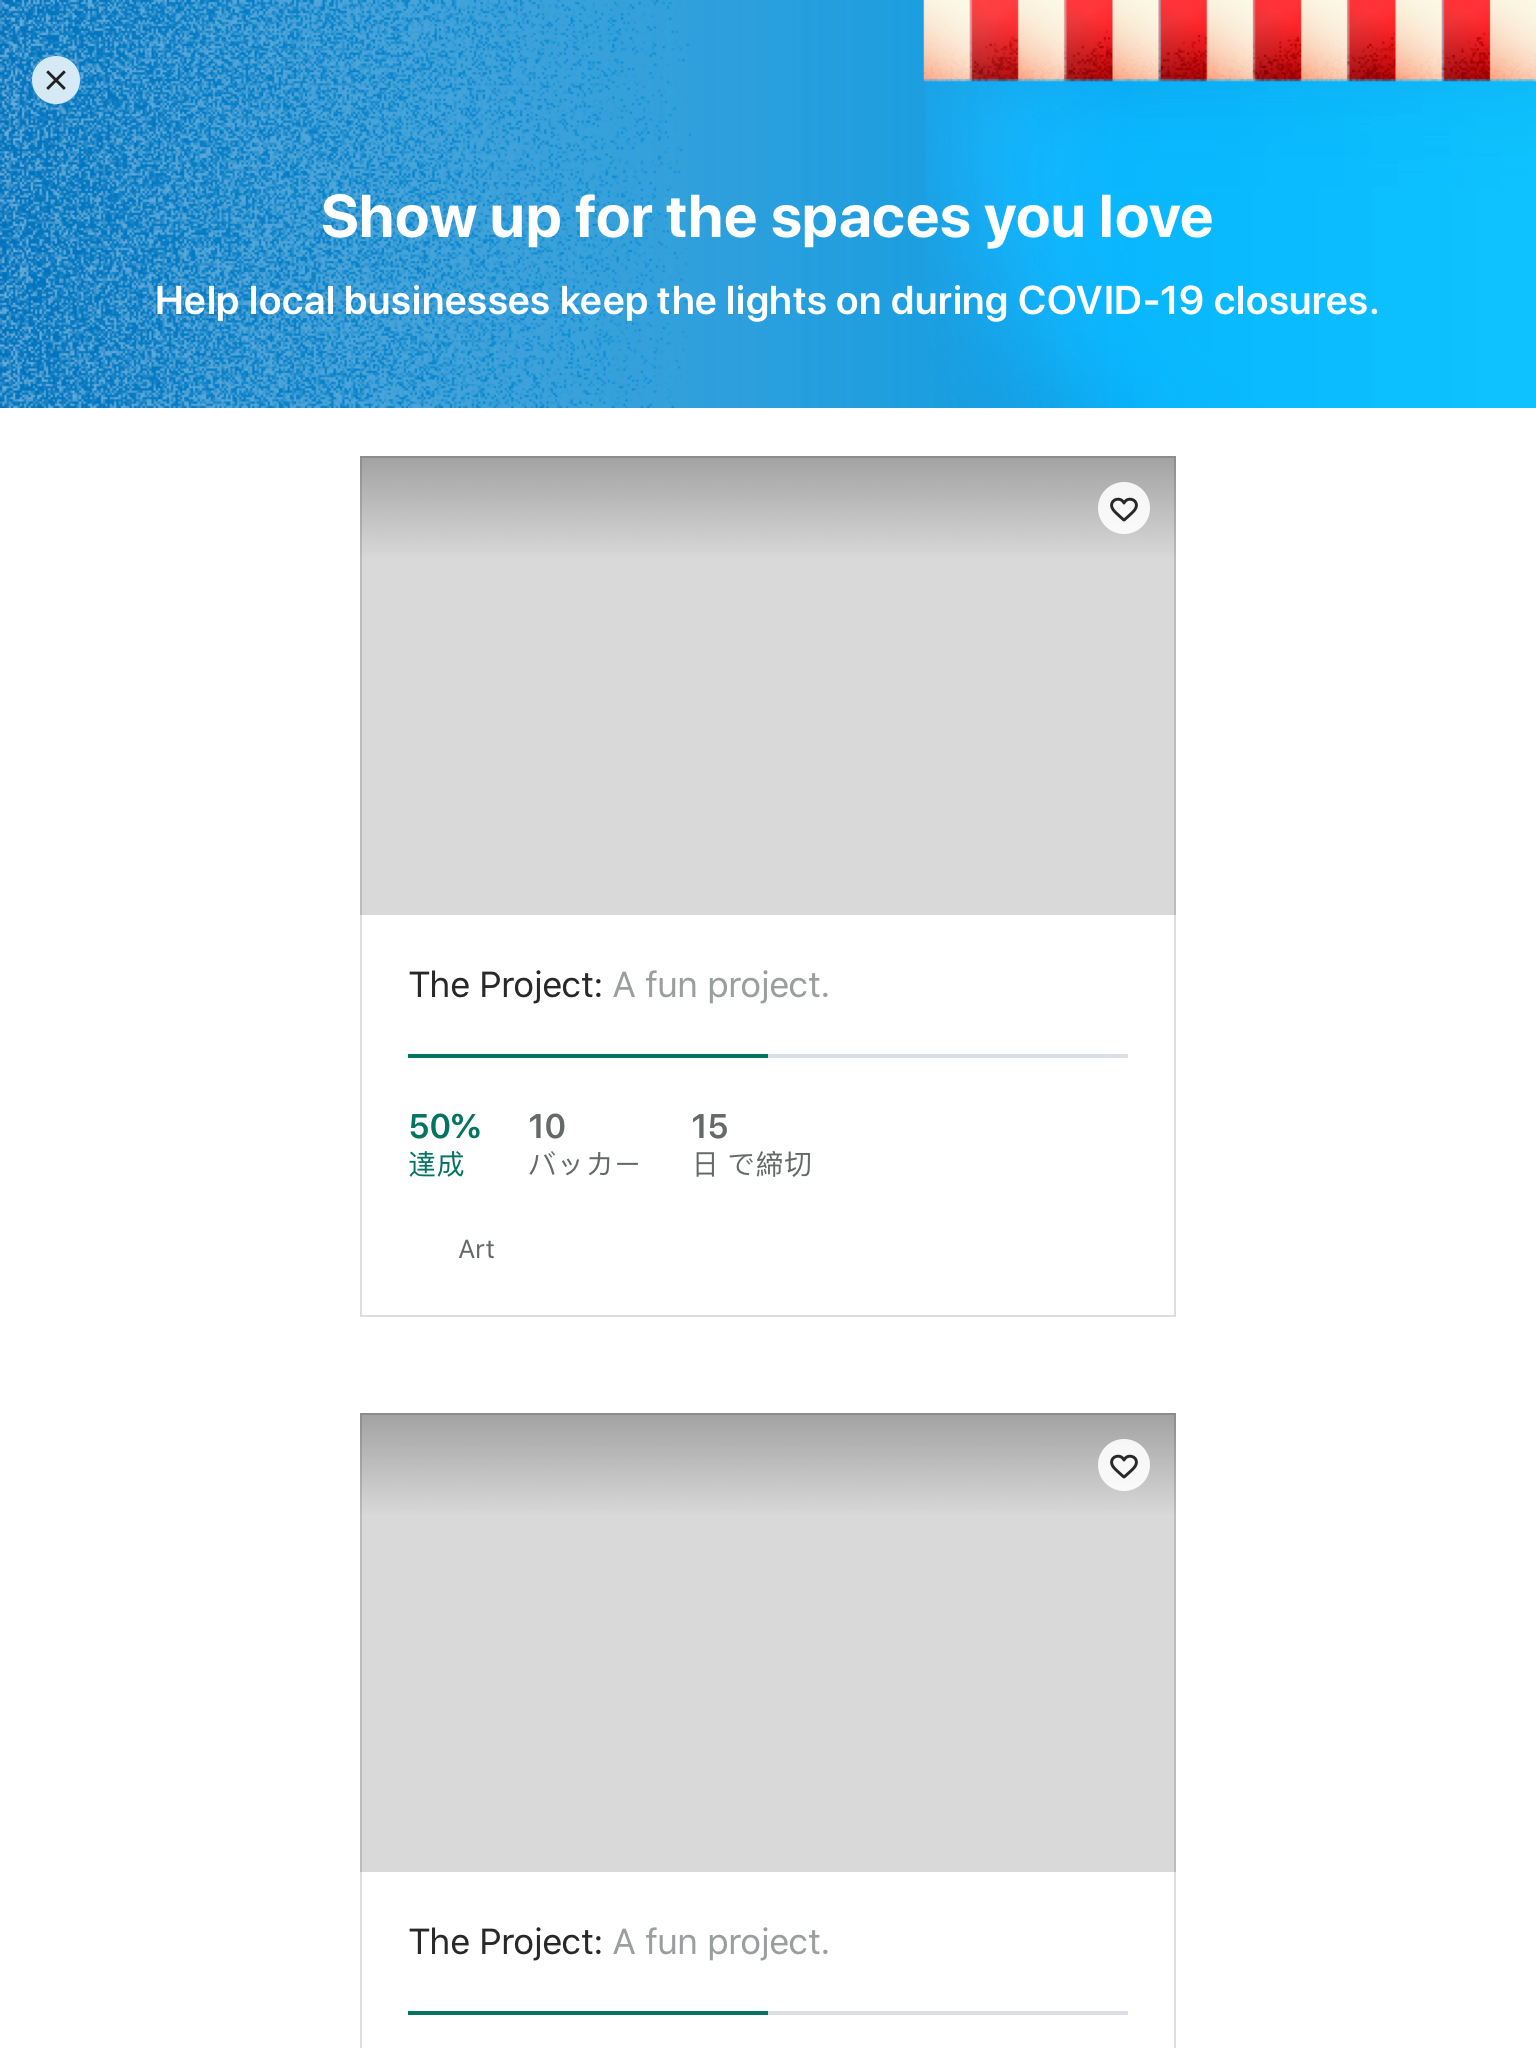 Show up for the spaces you love
Help local businesses keep the lights on during COVID-19 closures.
The Project: A fun project.
50% 10 15
達成 バッカー 日 で締切
Art
The Project: A fun project.